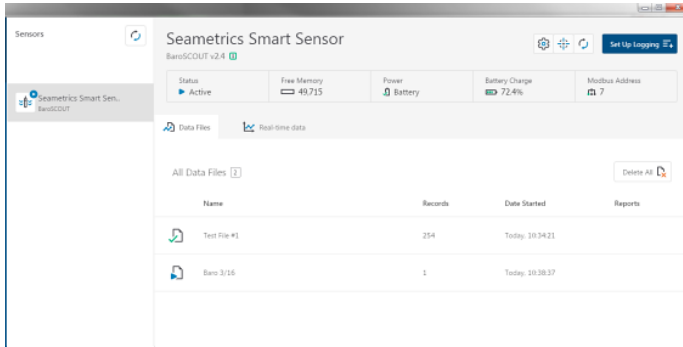 Sensors
Seametrics Smart Sensor
BaroSCOUT v2.4
Set Up Logging
Seametrics Smart Sen..
BaroSCOUT
Status Free Memory Power Battery Charge Modbus Address
Active 49,715 Battery 72.4% 7
Data Files Real-time data
All Data Files 2
Delete All
Name Records Date Started Reports
Test File #1 254 Today, 10:34:21
Baro 3/16 1 Today, 10:38:37